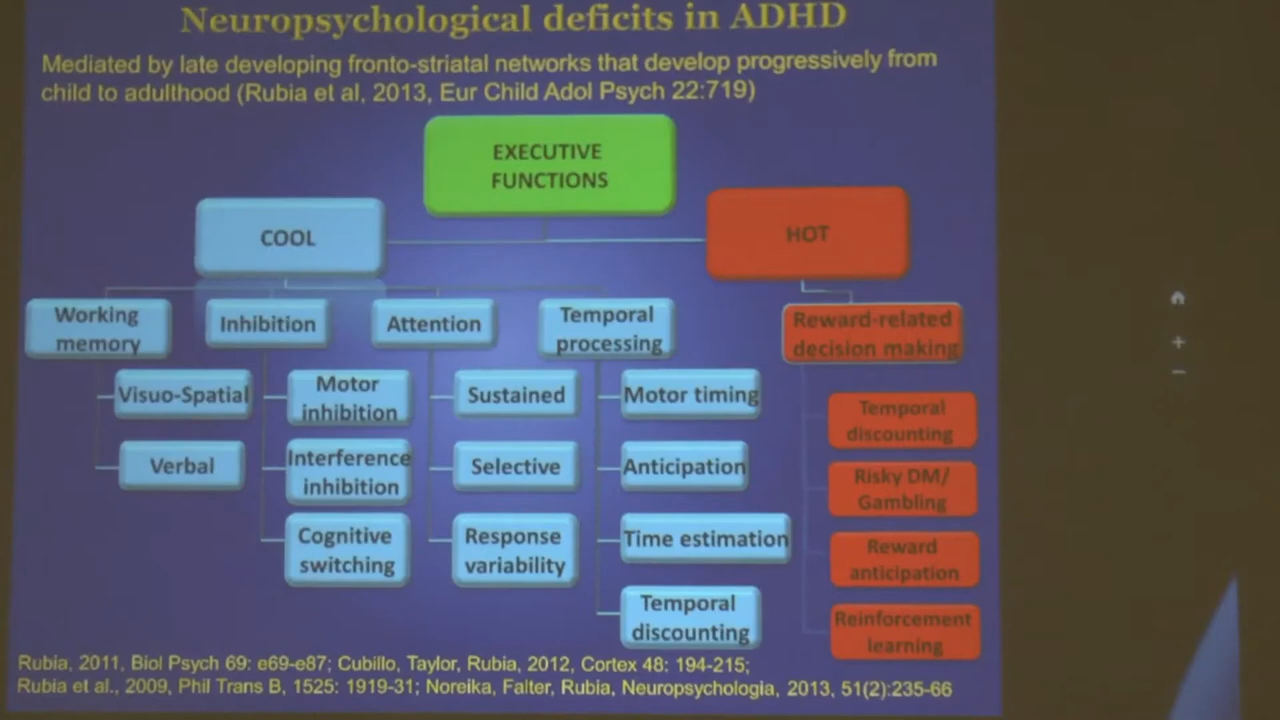 Neuropsychological deficits in ADHD
Mediated by late developing fronto-striatal networks that develop progressively from
child to adulthood (Rubia et al, 2013, Eur Child Adol Psych 22:719)
EXECUTIVE
FUNCTIONS
COOL
HOT
Working
memory
Inhibition
Attention
Temporal
processing
Reward-related
decision making
Visuo-Spatial
Verbal
Motor
inhibition
Interference
inhibition
Cognitive
switching
Sustained
Selective
Response
variability
Motor timing
Anticipation
Time estimation
Temporal
discounting
Temporal
discounting
Risky DM/
Gambling
Reward
anticipation
Reinforcement
learning
Rubia, 2011, Biol Psych 69: e69-e87; Cubillo, Taylor, Rubia, 2012, Cortex 48: 194-215;
Rubia et al., 2009, Phil Trans B, 1525: 1919-31; Noreika, Falter, Rubia, Neuropsychologia, 2013, 51(2):235-66